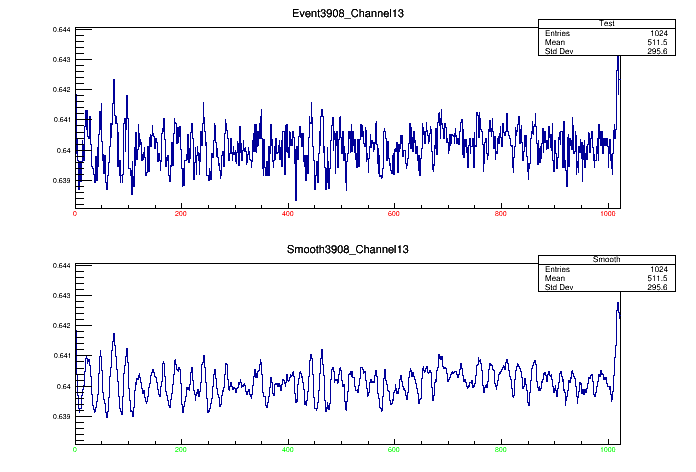 Event3908_Channel13
Test
Entries 1024
Mean 511.5
Std Dev 295.6
0.644
0.643
0.642
0.641
0.64
0.639
0 200 400 600 800 1000
Smooth3908_Channel13
Smooth
Entries 1024
Mean 511.5
Std Dev 295.6
0.644
0.643
0.642
0.641
0.64
0.639
0 200 400 600 800 1000